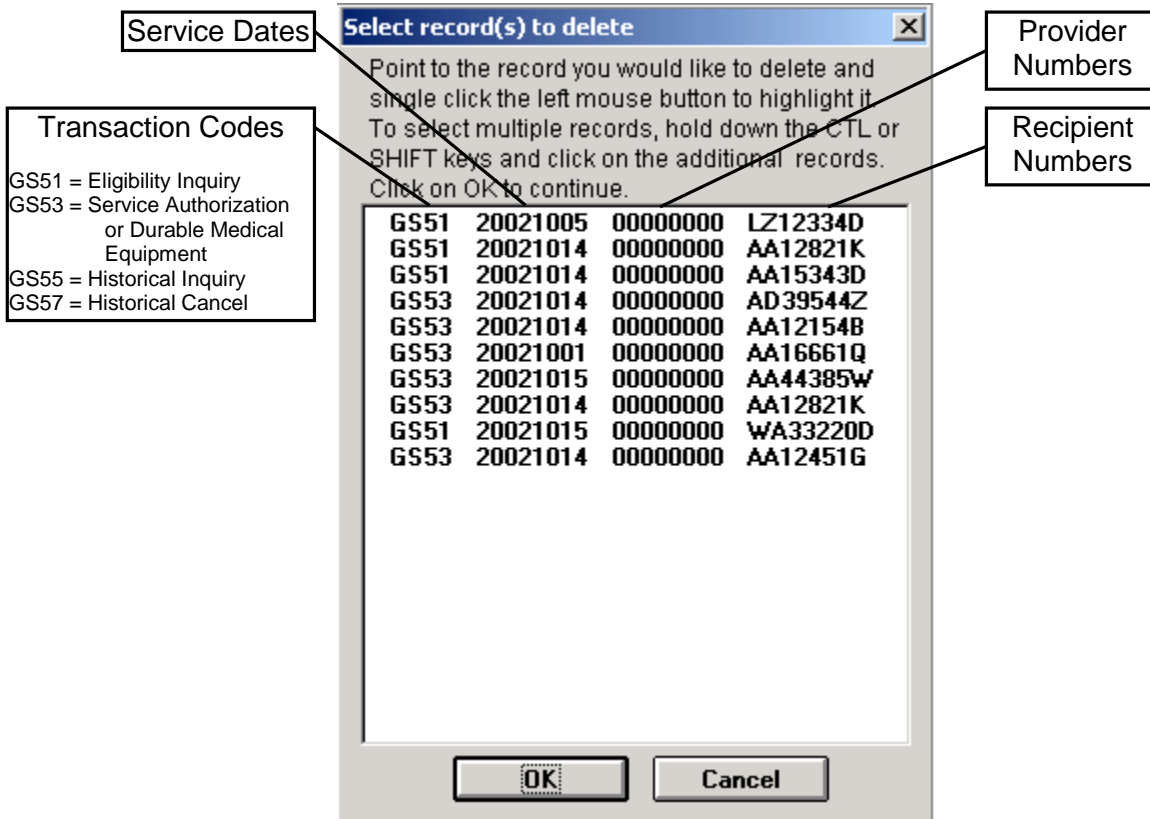 Service Dates
Select record(s) to delete
Provider
Numbers
Point to the record you would like to delete and
single click the left mouse button to highlight it.
To select multiple records, hold down the CTL or
SHIFT keys and click on the additional records.
Click on OK to continue.
Transaction Codes
GS51 = Eligibility Inquiry
GS53 = Service Authorization
or Durable Medical
Equipment
GS55 = Historical Inquiry
GS57 = Historical Cancel
Recipient
Numbers
GS51 20021005 00000000 LZ12334D
GS51 20021014 00000000 AA12821K
GS51 20021014 00000000 AA15343D
GS53 20021014 00000000 AD39544Z
GS53 20021014 00000000 AA12154B
GS53 20021001 00000000 AA16661Q
GS53 20021015 00000000 AA44385W
GS53 20021014 00000000 AA12821K
GS51 20021015 00000000 WA33220D
GS53 20021014 00000000 AA12451G
OK
Cancel